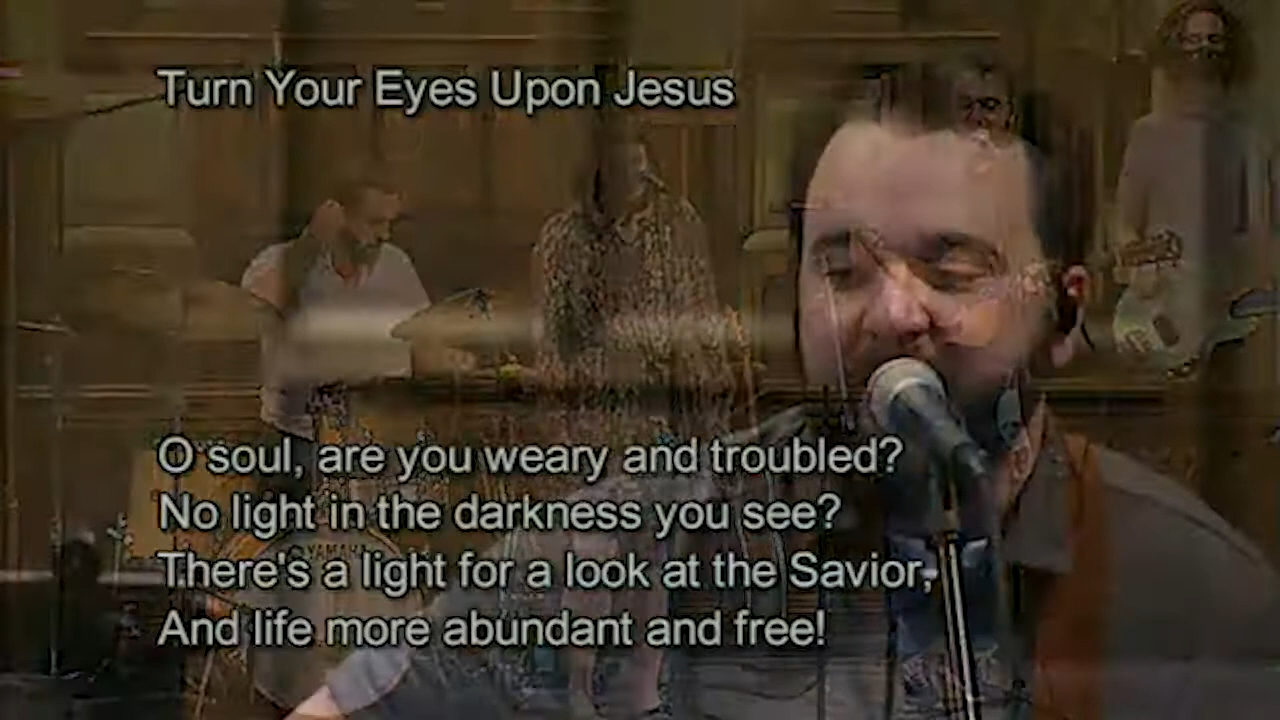 Turn Your Eyes Upon Jesus
O soul, are you weary and troubled?
No light in the darkness you see?
YAMAHA
There's a light for a look at the Savior,
And life more abundant and free!